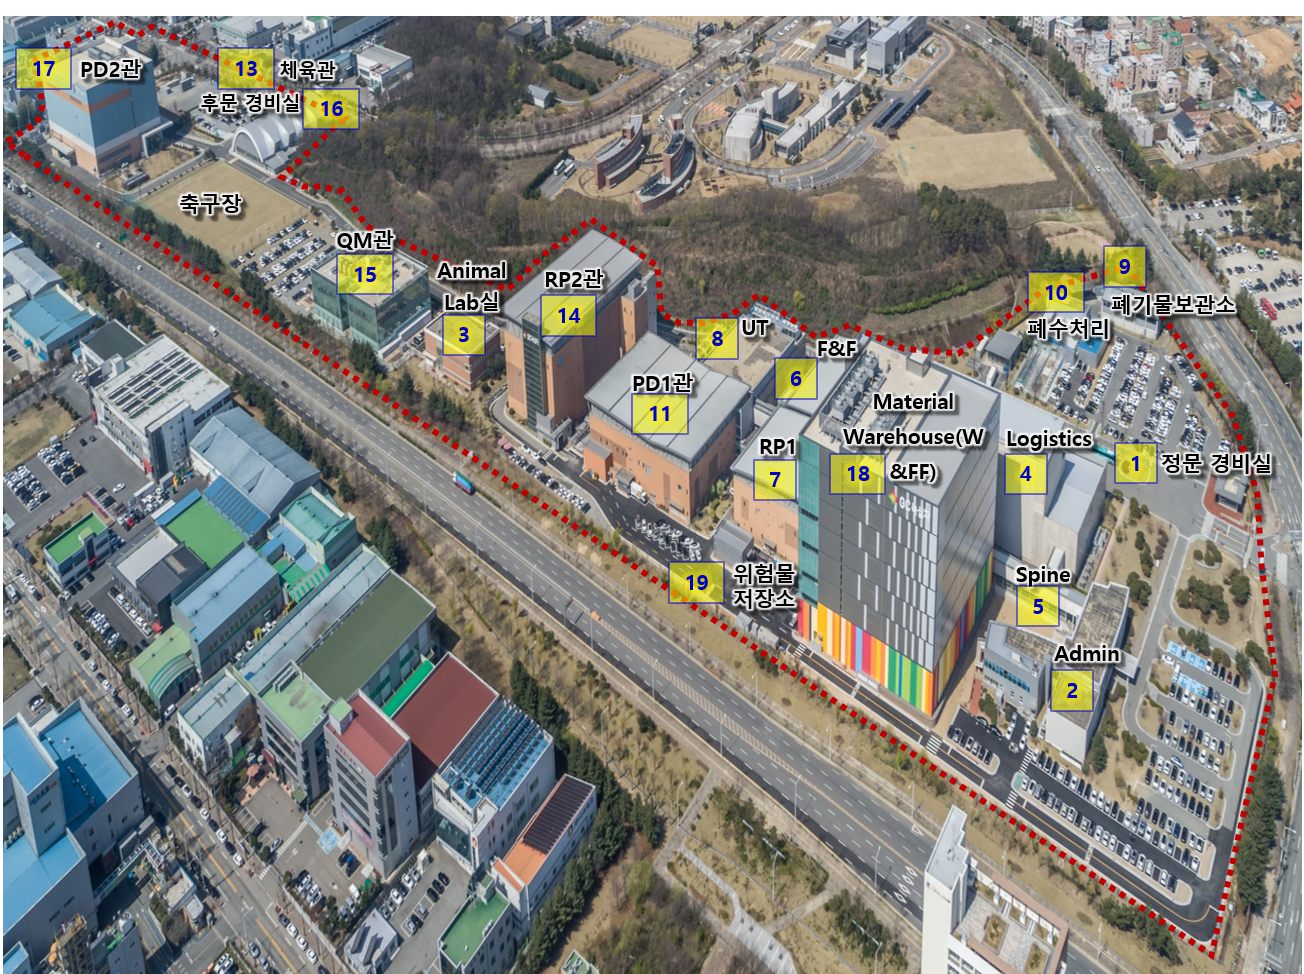 17
PD2관
13
체육관
후문 경비실
16
축구장
QM관
15
Animal
Lab실
3
RP2관
14
8
UT
F&F
6
PD1관
11
9
10
폐기물보관소
폐수처리
Material
Warehouse(W
&FF)
18
RP1
7
Logistics
4
1
정문 경비실
19
위험물
저장소
Spine
5
Admin
2